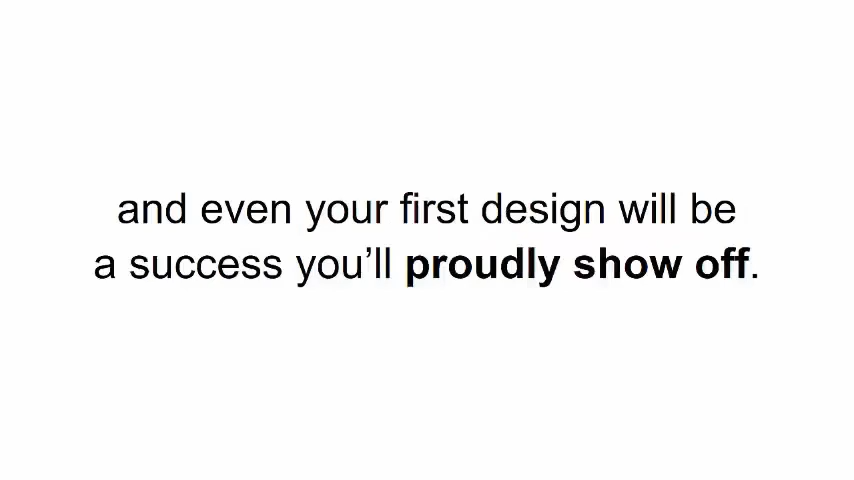 and even your first design will be
a success you’ll proudly show off.